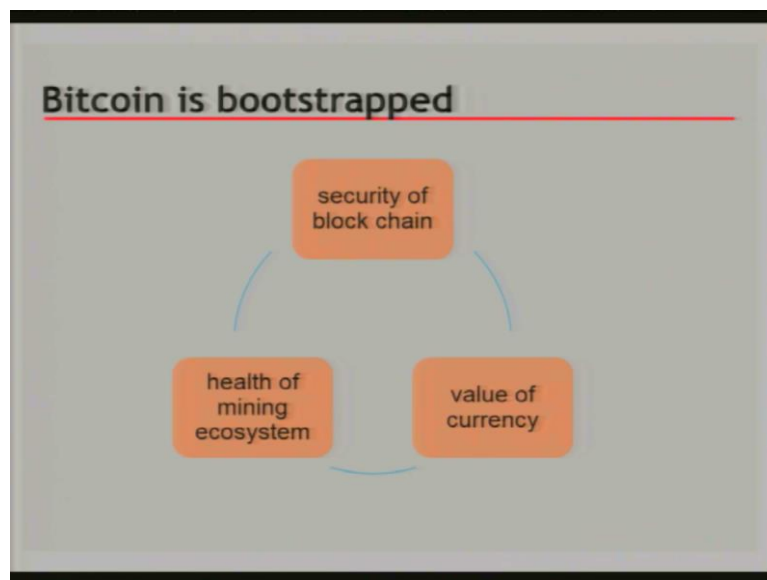 Bitcoin is bootstrapped
security of
block chain
health of
mining
ecosystem
value of
currency